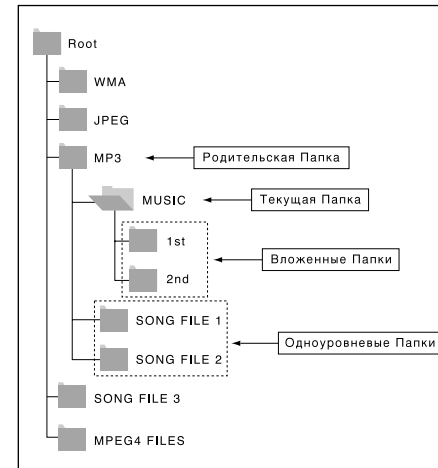 Root
WMA
JPEG
MP3
Родительская Папка
MUSIC
Текущая Папка
1st
Вложенные Папки
2nd
SONG FILE 1
Одноуровневые Папки
SONG FILE 2
SONG FILE 3
MPEG4 FILES